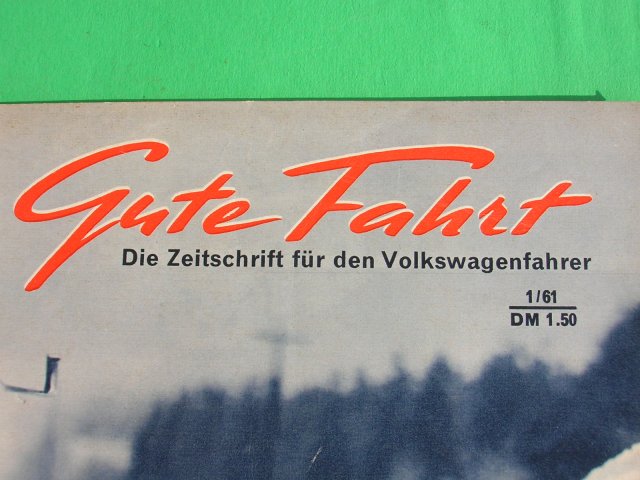 Gute Fahrt
Die Zeitschrift für den Volkswagenfahrer
1/61
DM 1.50